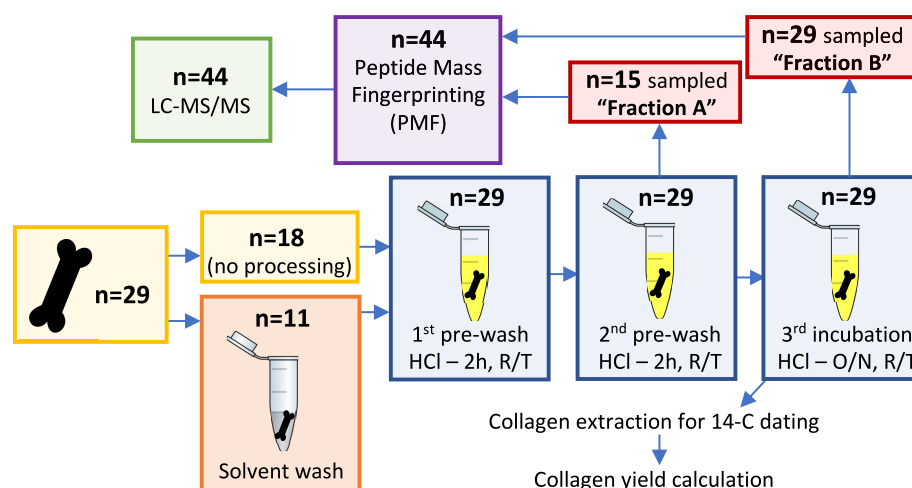 n=44
LC-MS/MS
n=44
Peptide Mass
Fingerprinting
(PMF)
n=15 sampled
“Fraction A”
n=29 sampled
“Fraction B”
n=29
n=18
(no processing)
n=11
Solvent wash
n=29
1st pre-wash
HCl – 2h, R/T
n=29
2nd pre-wash
HCl – 2h, R/T
n=29
3rd incubation
HCl – O/N, R/T
Collagen extraction for 14-C dating
Collagen yield calculation